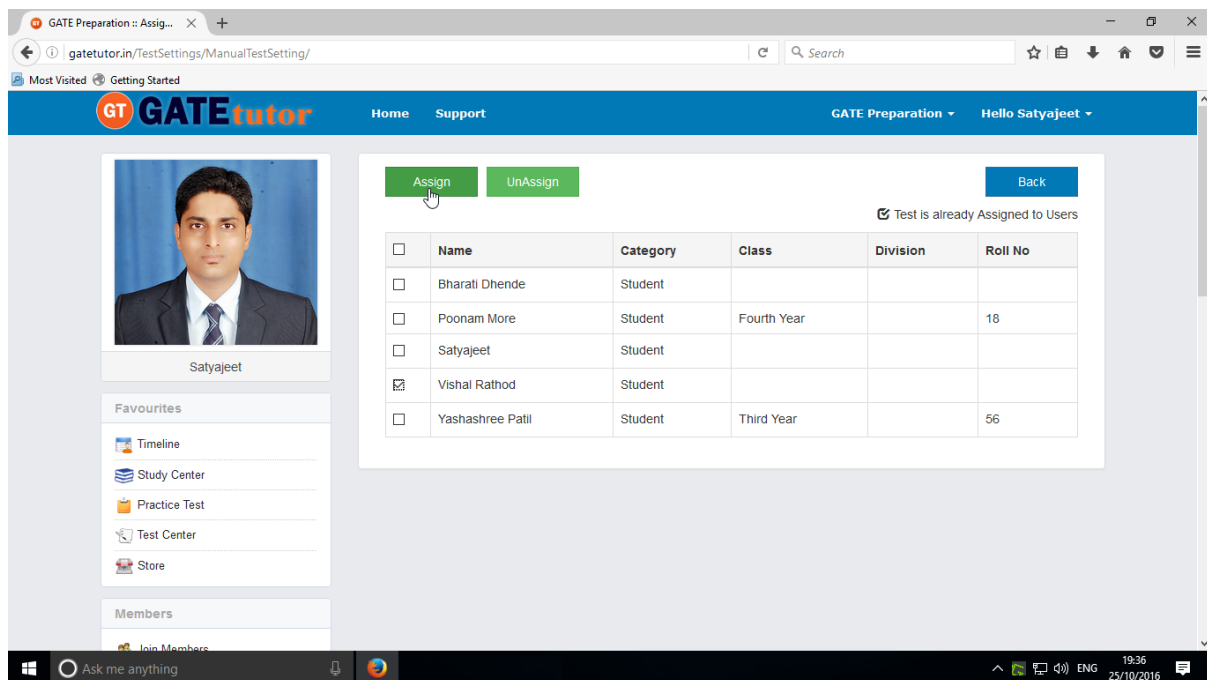 GATE Preparation :: Assig...
gatetutor.in/TestSettings/ManualTestSetting/
Search
Most Visited Getting Started
GT GATEtutor Home Support GATE Preparation Hello Satyajeet
Assign UnAssign Back
Test is already Assigned to Users
Name Category Class Division Roll No
Bharati Dhende Student
Poonam More Student Fourth Year 18
Satyajeet Student
Vishal Rathod Student
Yashashree Patil Student Third Year 56
Satyajeet
Favourites
Timeline
Study Center
Practice Test
Test Center
Store
Members
Join Members
Ask me anything
ENG
19:36
25/10/2016